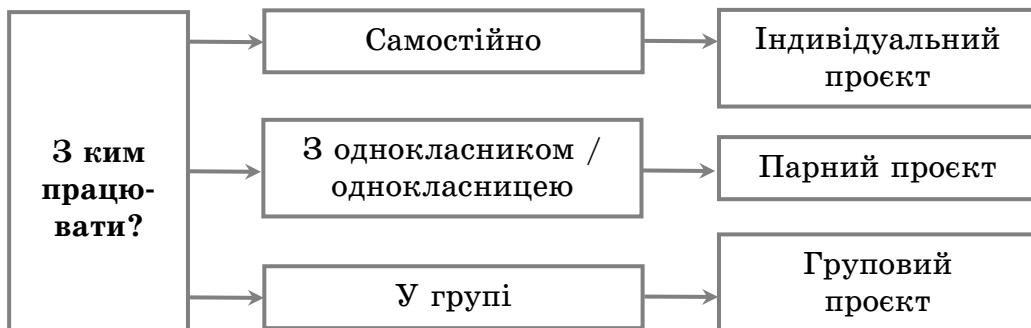 З ким
працю-
вати?
Самостійно
Індивідуальний
проєкт
З однокласником /
однокласницею
Парний проєкт
У групі
Груповий
проєкт